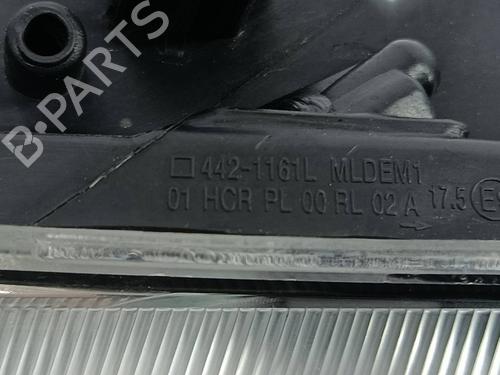 B-PARTS
□ 442-1161L MLDEM1
01 HCR PL 00 RL 02 A 17.5